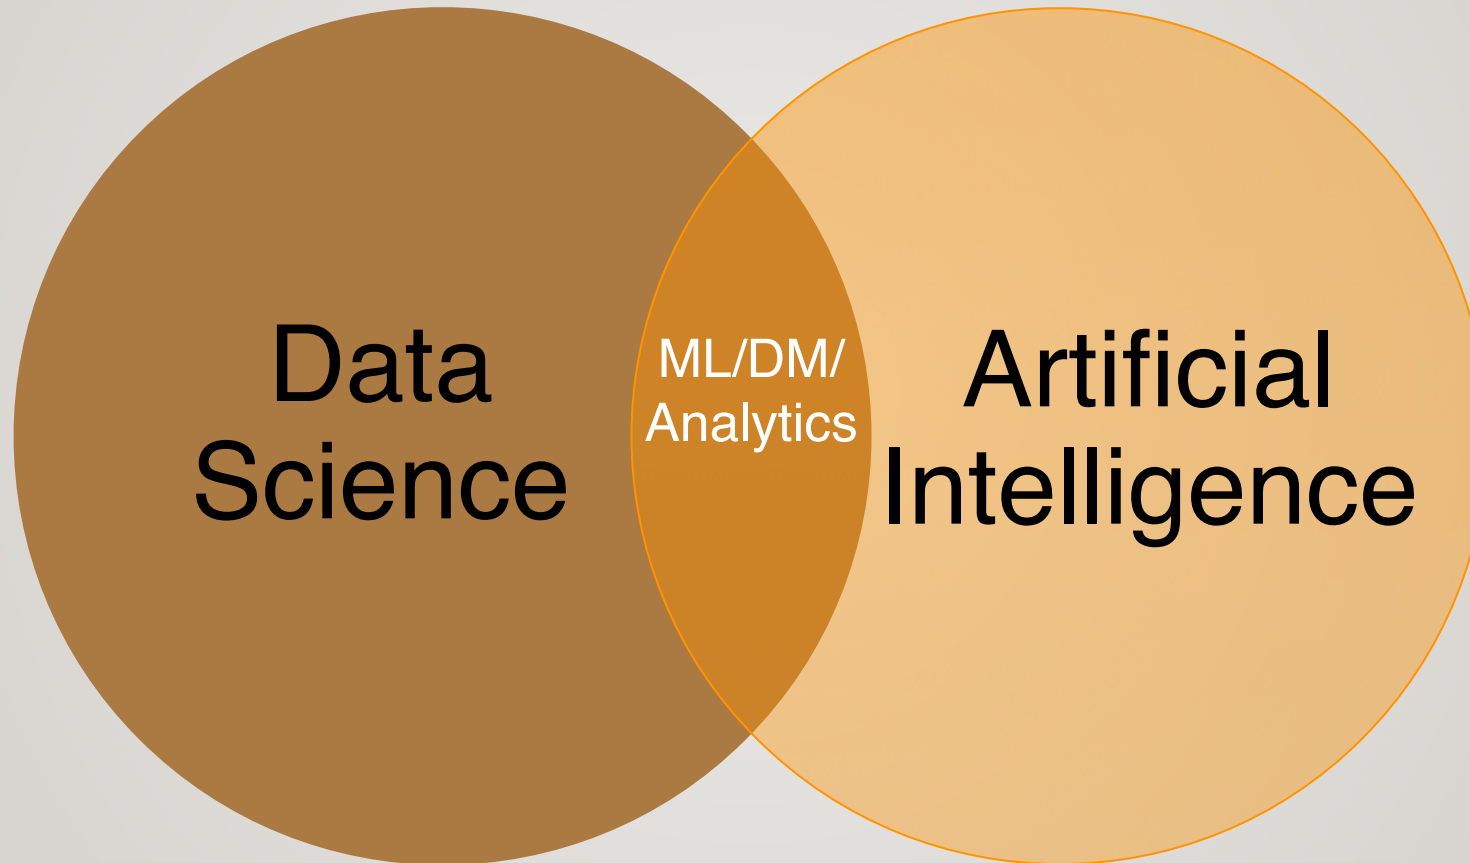 Data
Science
ML/DM/
Analytics
Artificial
Intelligence